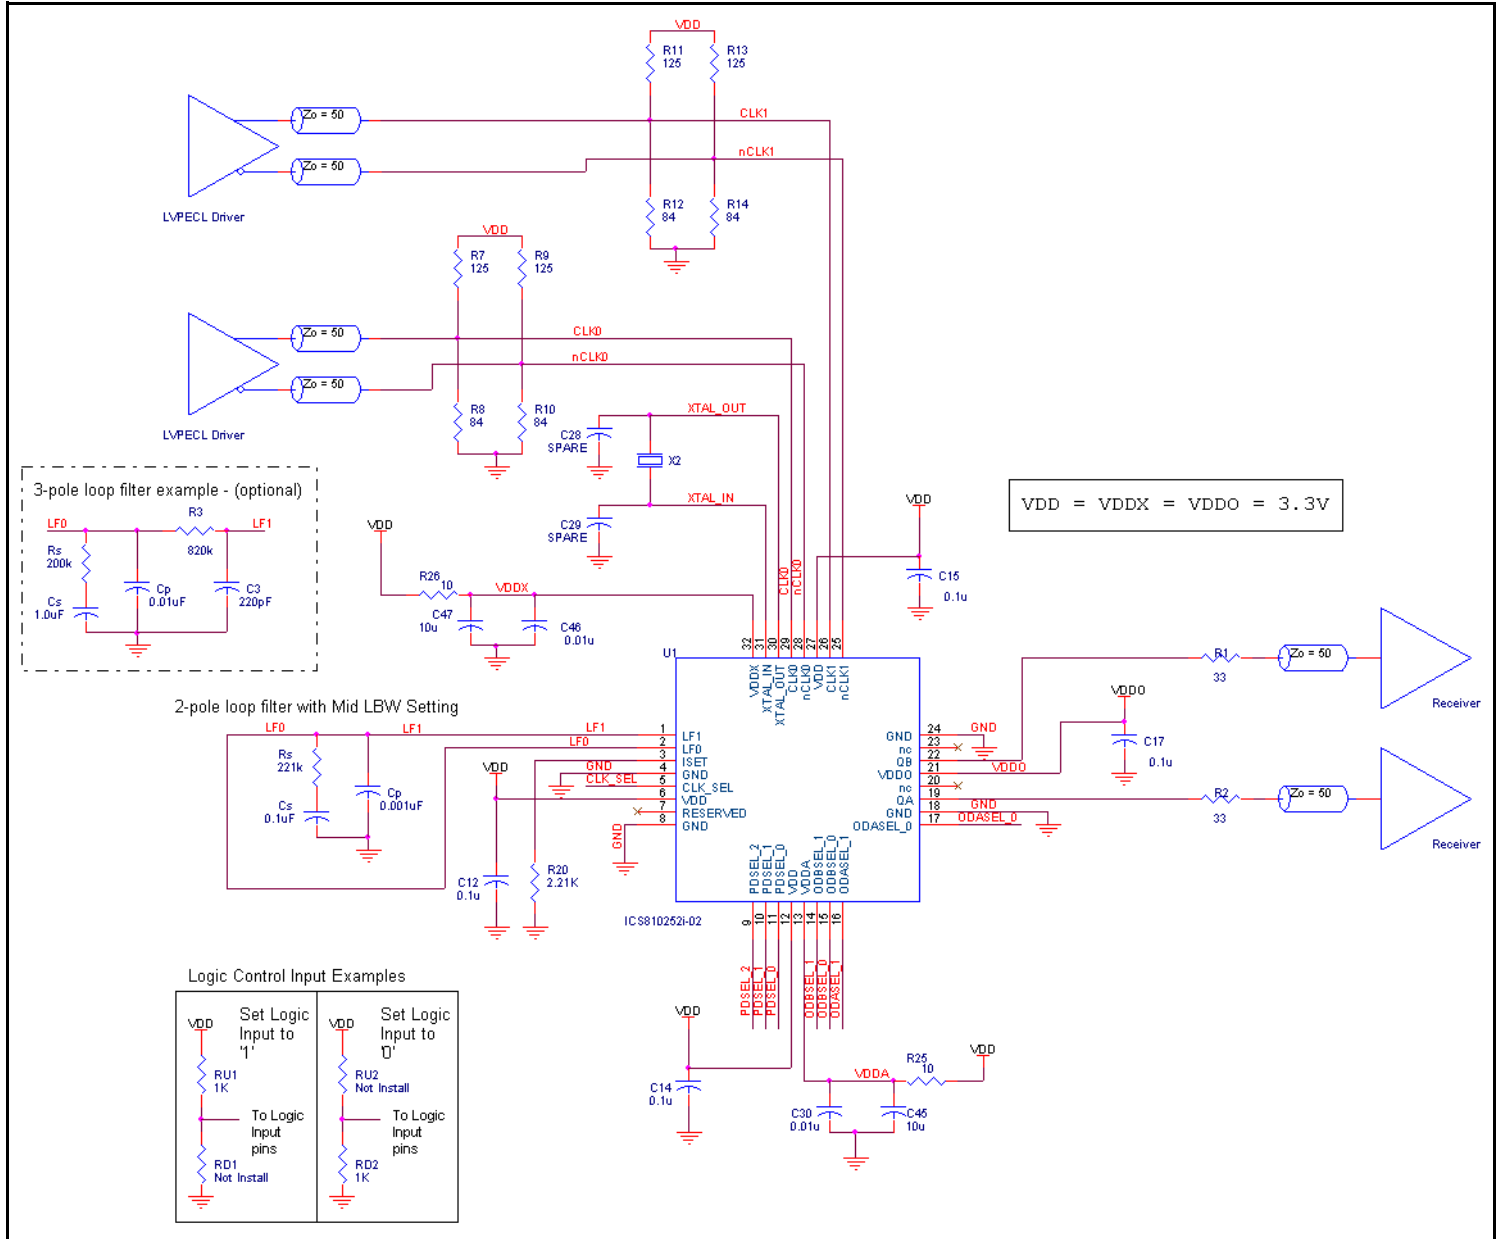 VDD
R11
125
R13
125
Zo = 50
CLK1
Zo = 50
nCLK1
R12
84
R14
84
LVPECL Driver
VDD
R7
125
R9
125
Zo = 50
CLK0
Zo = 50
nCLK0
R8
84
R10
84
LVPECL Driver
XTAL_OUT
C28
SPARE
X2
XTAL_IN
C29
SPARE
3-pole loop filter example - (optional)
LF0
R3
820k
LF1
Rs
200k
Cp
0.01uF
C3
220pF
Cs
1.0uF
VDD
R26
10
VDDX
C47
10u
C46
0.01u
VDD
C15
0.1u
VDD = VDDX = VDDO = 3.3V
CLK0
nCLK0
32
31
30
29
28
27
26
25
U1
VDDX
XTAL_IN
XTAL_OUT
CLK0
nCLK0
VDD
CLK1
nCLK1
R1
33
Zo = 50
Receiver
2-pole loop filter with Mid LBW Setting
LF0
LF1
LF1
LF0
Rs
221k
Cp
0.001uF
Cs
0.1uF
VDD
GND
CLK_SEL
GND
1
2
3
4
5
6
7
8
LF1
LF0
ISET
GND
CLK_SEL
VDD
RESERVED
GND
GND
nc
QB
VDDO
nc
QA
GND
ODASEL_0
24
23
22
21
20
19
18
17
GND
VDDO
GND
ODASEL_0
VDDO
C17
0.1u
R2
33
Zo = 50
Receiver
C12
0.1u
R20
2.21K
PDSEL_2
PDSEL_1
PDSEL_0
VDD
VDDA
ODBSEL_1
ODBSEL_0
ODASEL_1
ICS810252i-02
9
10
11
12
13
14
15
16
PDSEL_2
PDSEL_1
PDSEL_0
ODBSEL_1
ODBSEL_0
ODASEL_1
Logic Control Input Examples
VDD
Set Logic
Input to
'1'
RU1
1K
To Logic
Input
pins
RD1
Not Install
VDD
Set Logic
Input to
'0'
RU2
Not Install
To Logic
Input
pins
RD2
1K
VDD
C14
0.1u
VDDA
R25
10
VDD
C30
0.01u
C45
10u